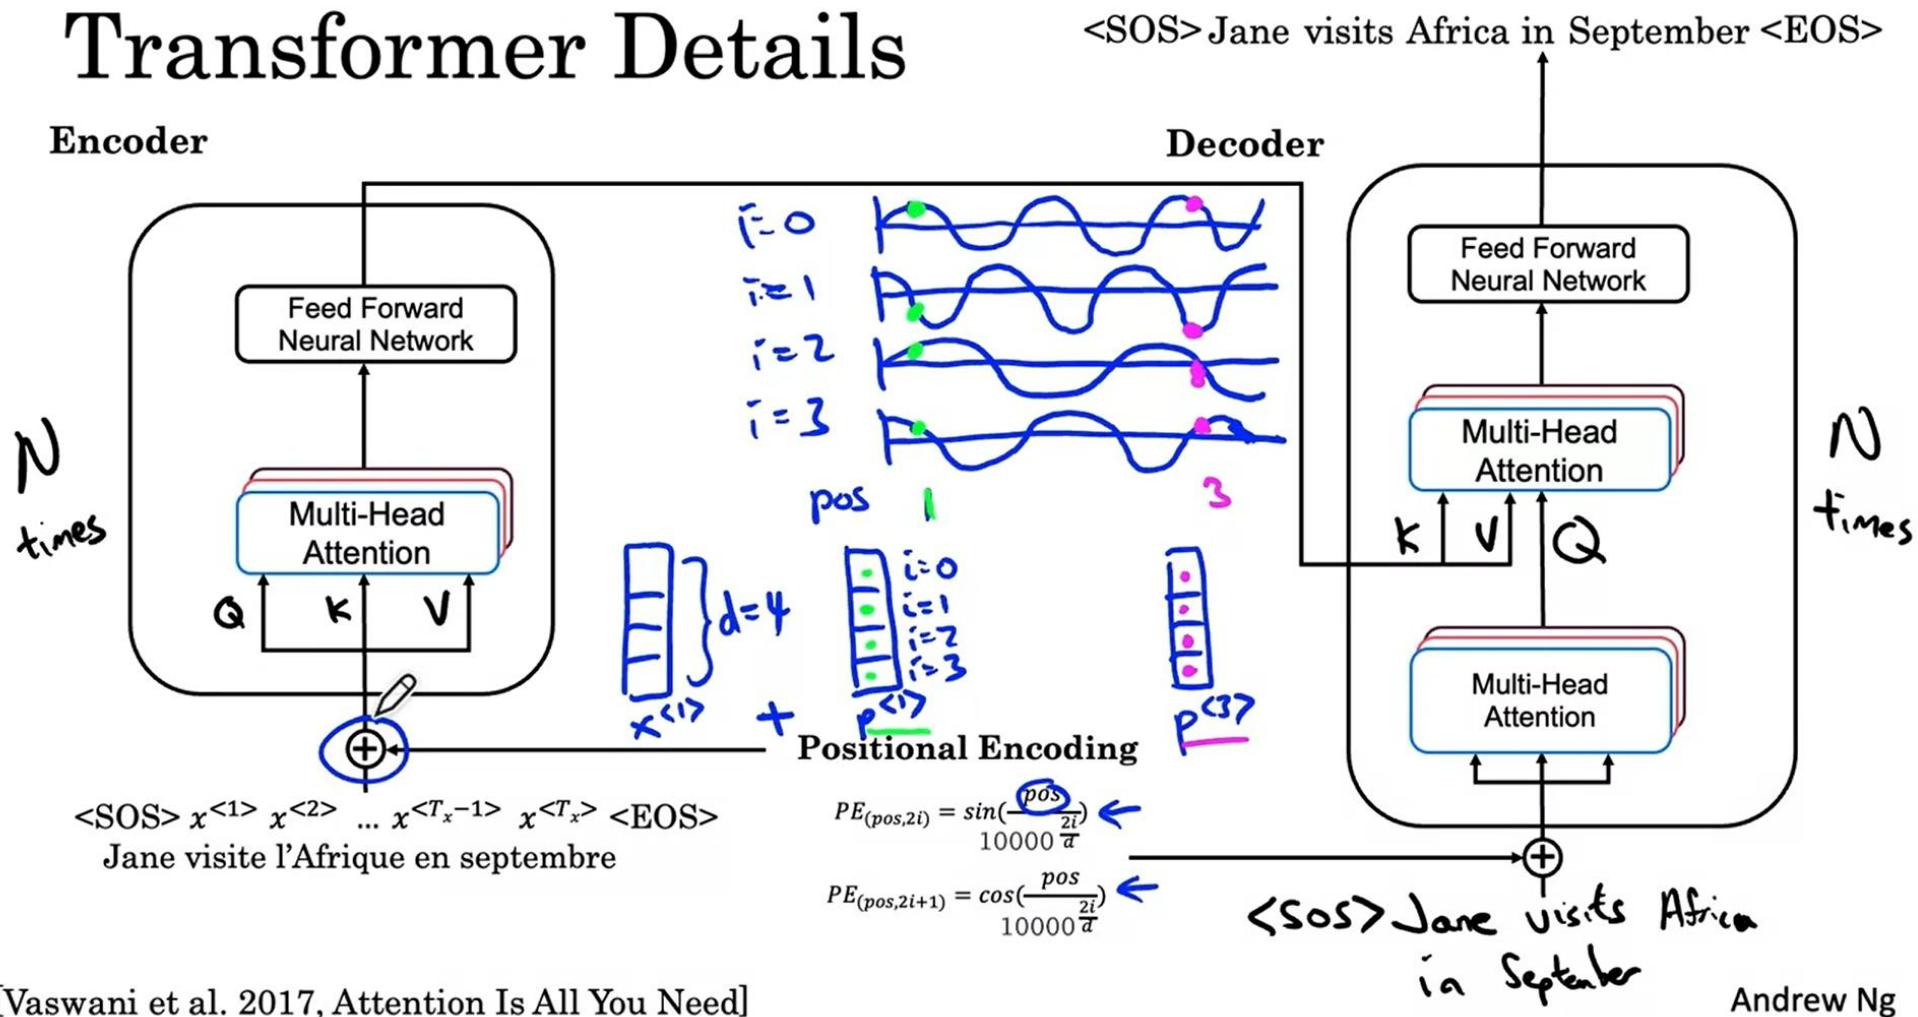 Transformer Details
<SOS> Jane visits Africa in September <EOS>
Encoder
Decoder
Feed Forward
Neural Network
Multi-Head
Attention
Q K V
N
times
i=0
i=1
i=2
i=3
pos 1 3
d=4
i=0
i=1
i=2
i=3
x<1> + p<1> p<3>
Positional Encoding
PE(pos,2i) = sin(pos/10000^(2i/d))
PE(pos,2i+1) = cos(pos/10000^(2i/d))
<SOS> x<1> x<2> ... x<Tx−1> x<Tx> <EOS>
Jane visite l'Afrique en septembre
Feed Forward
Neural Network
Multi-Head
Attention
K V Q
N
times
Multi-Head
Attention
<SOS> Jane visits Africa
in September
[Vaswani et al. 2017, Attention Is All You Need]
Andrew Ng